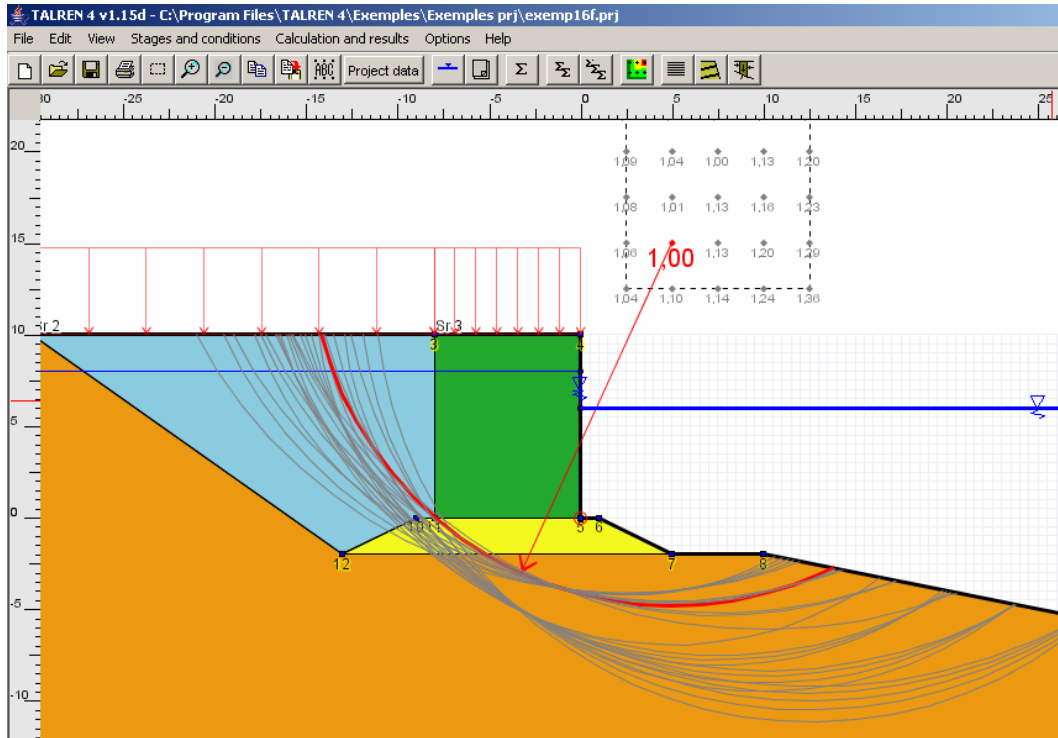 TALREN 4 v1.15d - C:\Program Files\TALREN 4\Exemples\Exemples prj\exemp16f.prj
File Edit View Stages and conditions Calculation and results Options Help
ABC Project data Σ
-25 -20 -15 -10 -5 0 5 10 15 20 25
20
1,09 1,04 1,00 1,13 1,20
1,08 1,01 1,13 1,16 1,23
15
1,06 1,00 1,13 1,20 1,29
1,04 1,10 1,14 1,24 1,36
10
Sr 3
3 4
5
0
5 6
12 7 8
-5
-10